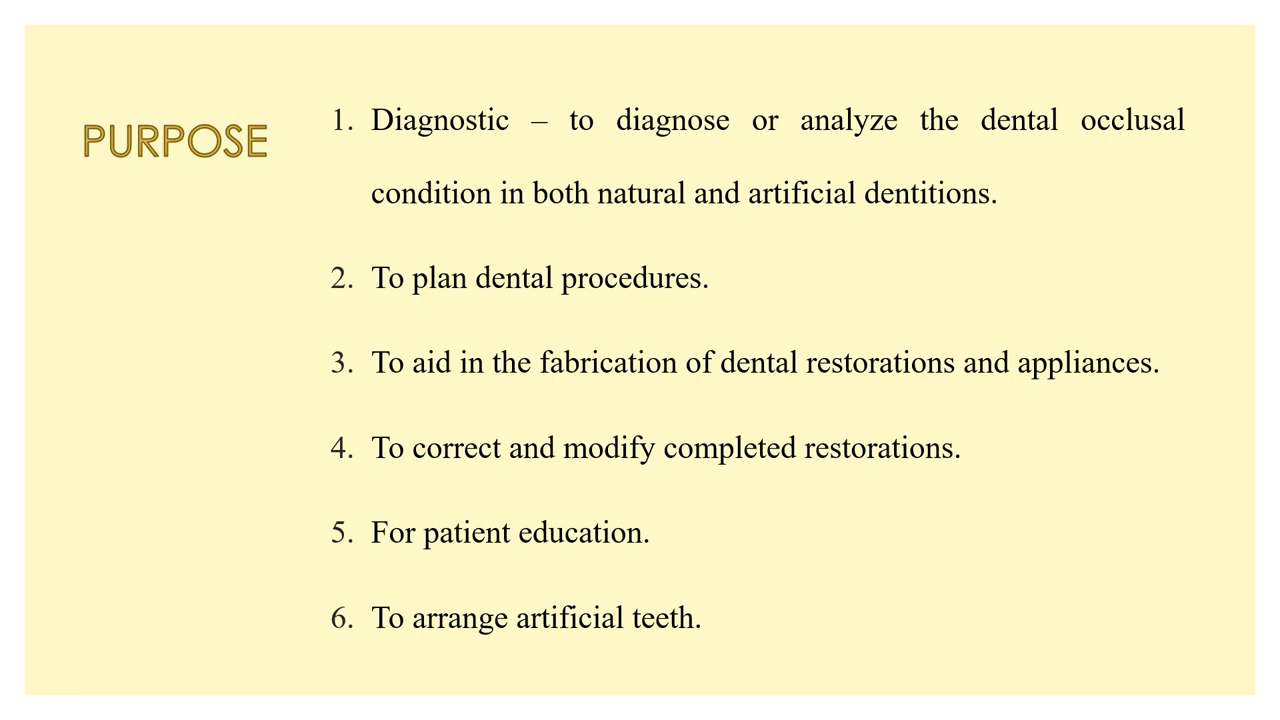 PURPOSE
1. Diagnostic – to diagnose or analyze the dental occlusal
condition in both natural and artificial dentitions.
2. To plan dental procedures.
3. To aid in the fabrication of dental restorations and appliances.
4. To correct and modify completed restorations.
5. For patient education.
6. To arrange artificial teeth.